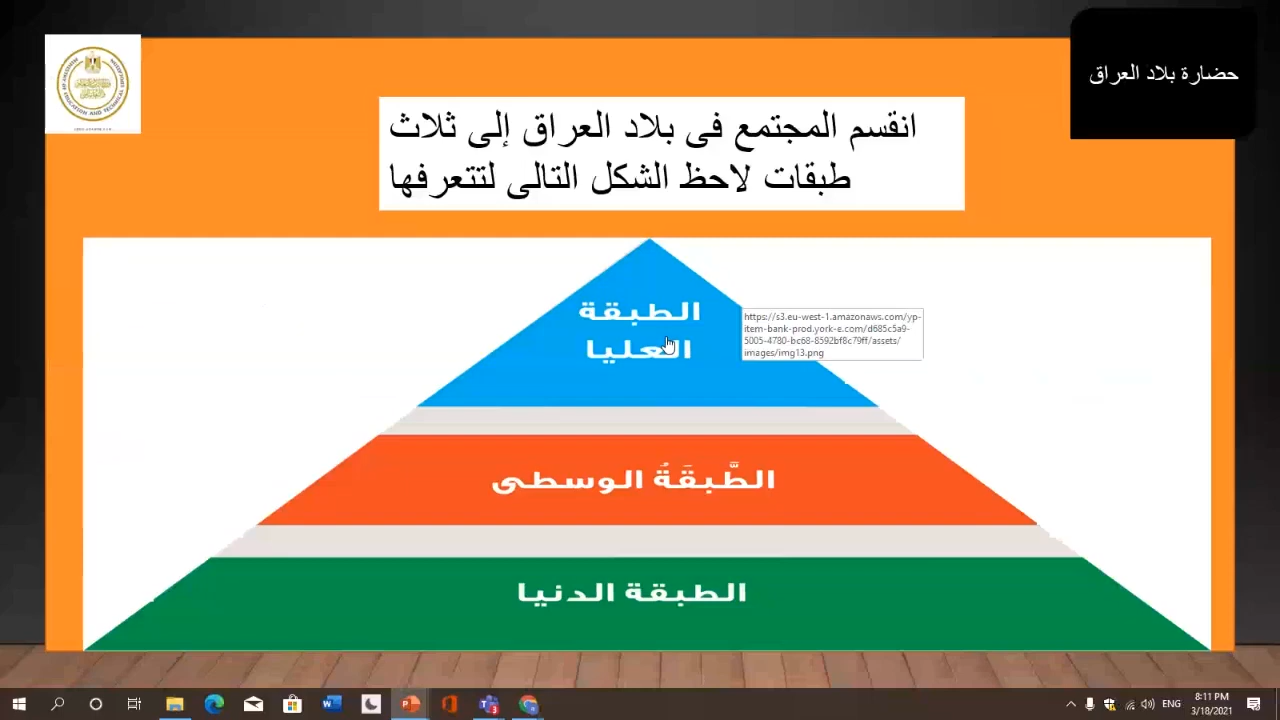 حضارة بلاد العراق
انقسم المجتمع فى بلاد العراق إلى ثلاث
طبقات لاحظ الشكل التالى لتتعرفها
الطبقة
العليا
https://s3.eu-west-1.amazonaws.com/yp-
item-bank-prod.york-e.com/d685c5a9-
5005-4780-bc68-8592bf8c79ff/assets/
images/img13.png
الطَّبقَةُ الوسطى
الطبقة الدنيا
ENG
8:11 PM
3/18/2021